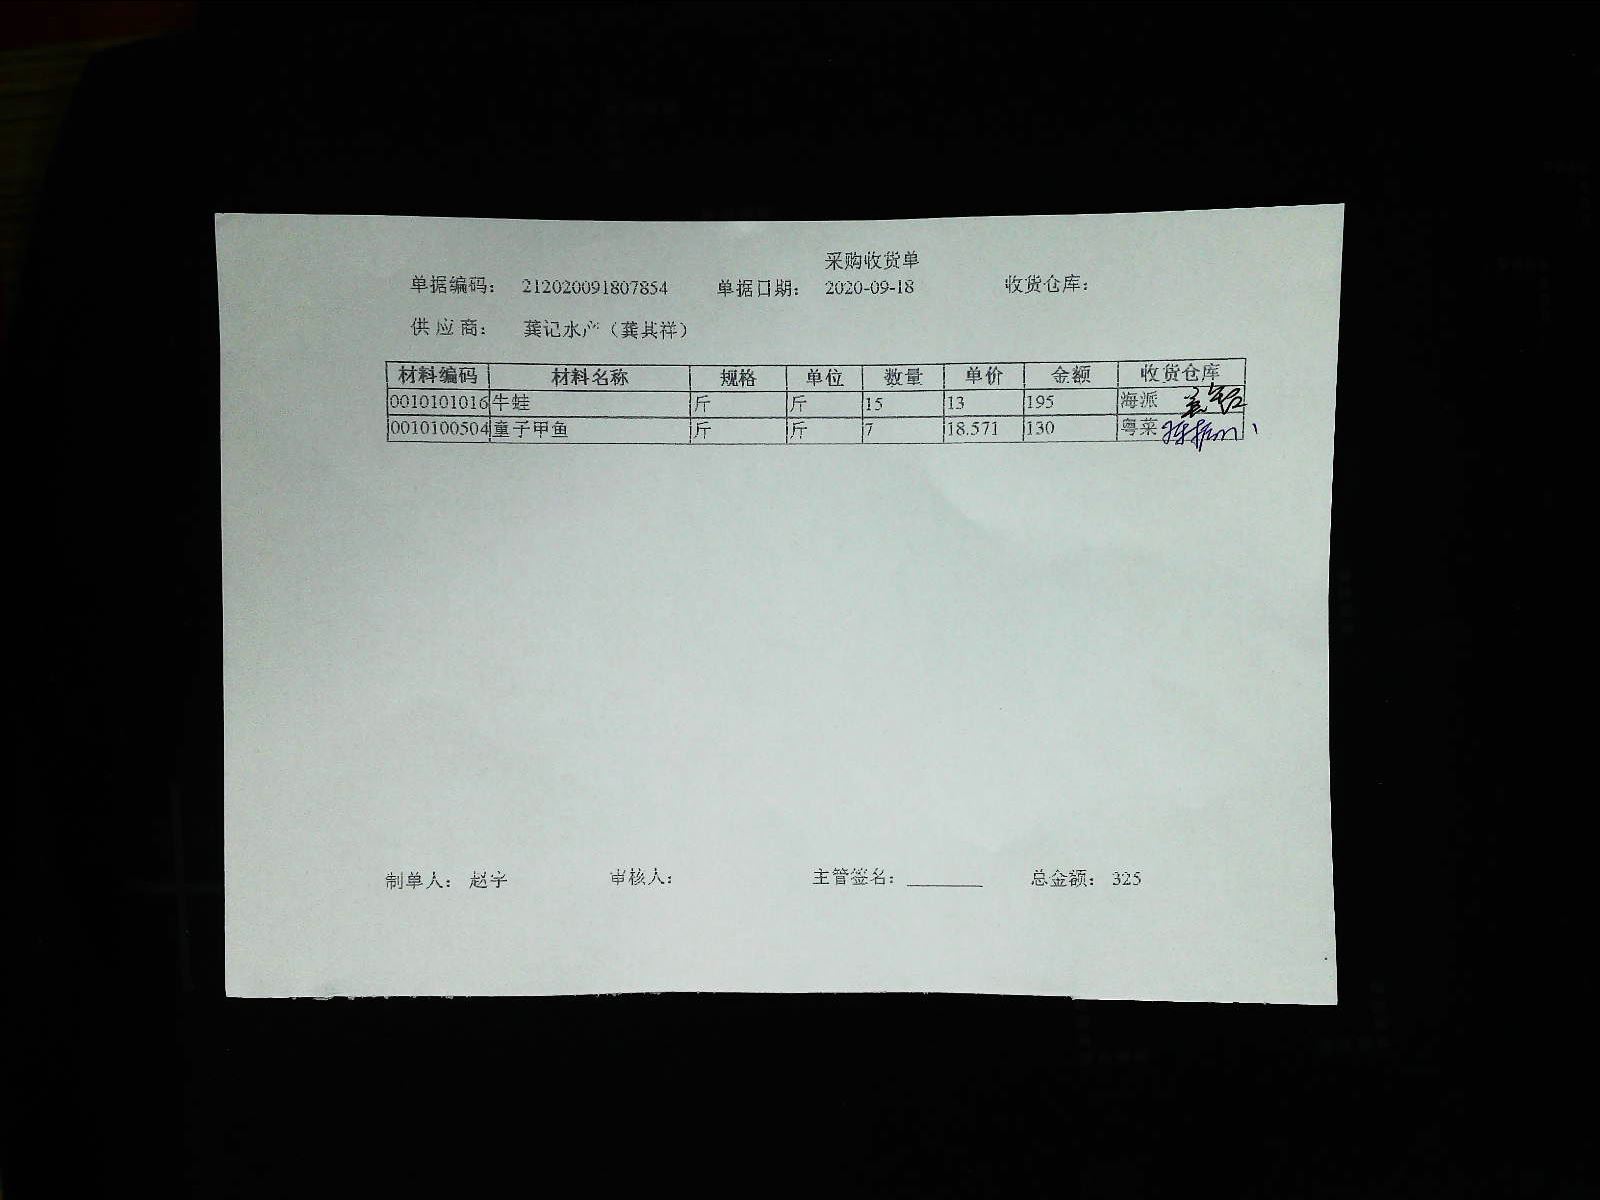 采购收货单
单据编码： 212020091807854 单据日期： 2020-09-18 收货仓库：
供 应 商： 龚记水产（龚其祥）
材料编码 材料名称 规格 单位 数量 单价 金额 收货仓库
0010101016 牛蛙 斤 斤 15 13 195 海派
0010100504 童子甲鱼 斤 斤 7 18.571 130 粤菜
制单人： 赵宇 审核人： 主管签名： ________ 总金额： 325